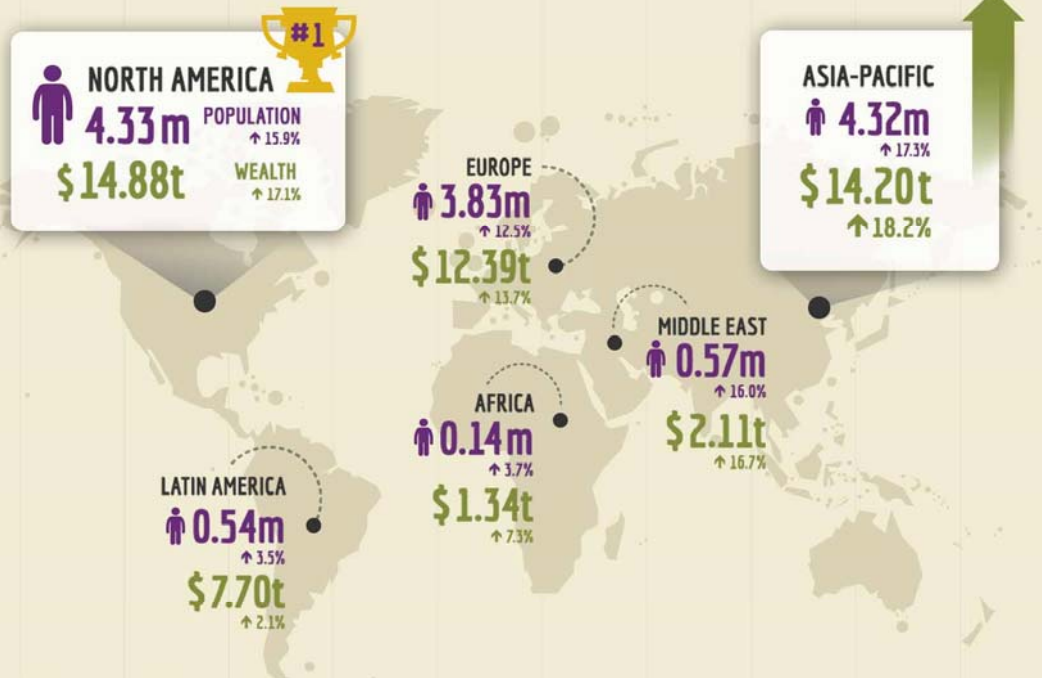 #1
NORTH AMERICA
4.33m POPULATION
↑ 15.9%
$14.88t WEALTH
↑ 17.1%
ASIA-PACIFIC
4.32m
↑ 17.3%
$14.20t
↑ 18.2%
EUROPE
3.83m
↑ 12.5%
$12.39t
↑ 13.7%
MIDDLE EAST
0.57m
↑ 16.0%
$2.11t
↑ 16.7%
AFRICA
0.14m
↑ 3.7%
$1.34t
↑ 7.3%
LATIN AMERICA
0.54m
↑ 3.5%
$7.70t
↑ 2.1%